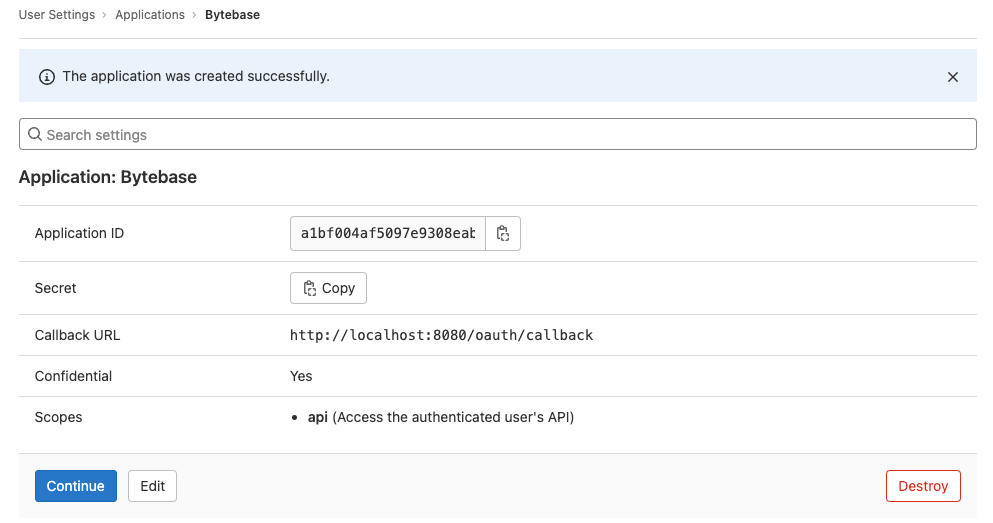 User Settings › Applications › Bytebase
The application was created successfully.
Search settings
Application: Bytebase
Application ID a1bf004af5097e9308eab
Secret Copy
Callback URL http://localhost:8080/oauth/callback
Confidential Yes
Scopes • api (Access the authenticated user's API)
Continue Edit Destroy